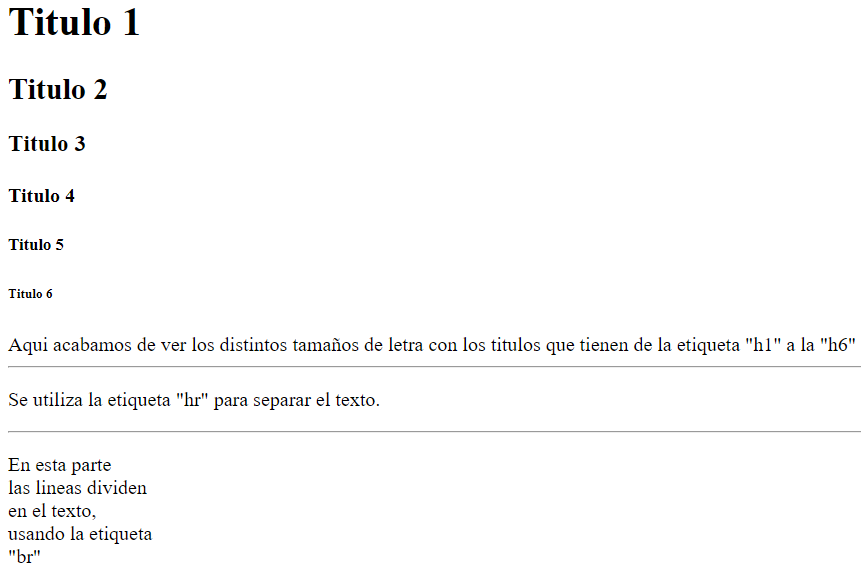 Titulo 1
Titulo 2
Titulo 3
Titulo 4
Titulo 5
Titulo 6
Aqui acabamos de ver los distintos tamaños de letra con los titulos que tienen de la etiqueta "h1" a la "h6"
Se utiliza la etiqueta "hr" para separar el texto.
En esta parte
las lineas dividen
en el texto,
usando la etiqueta
"br"